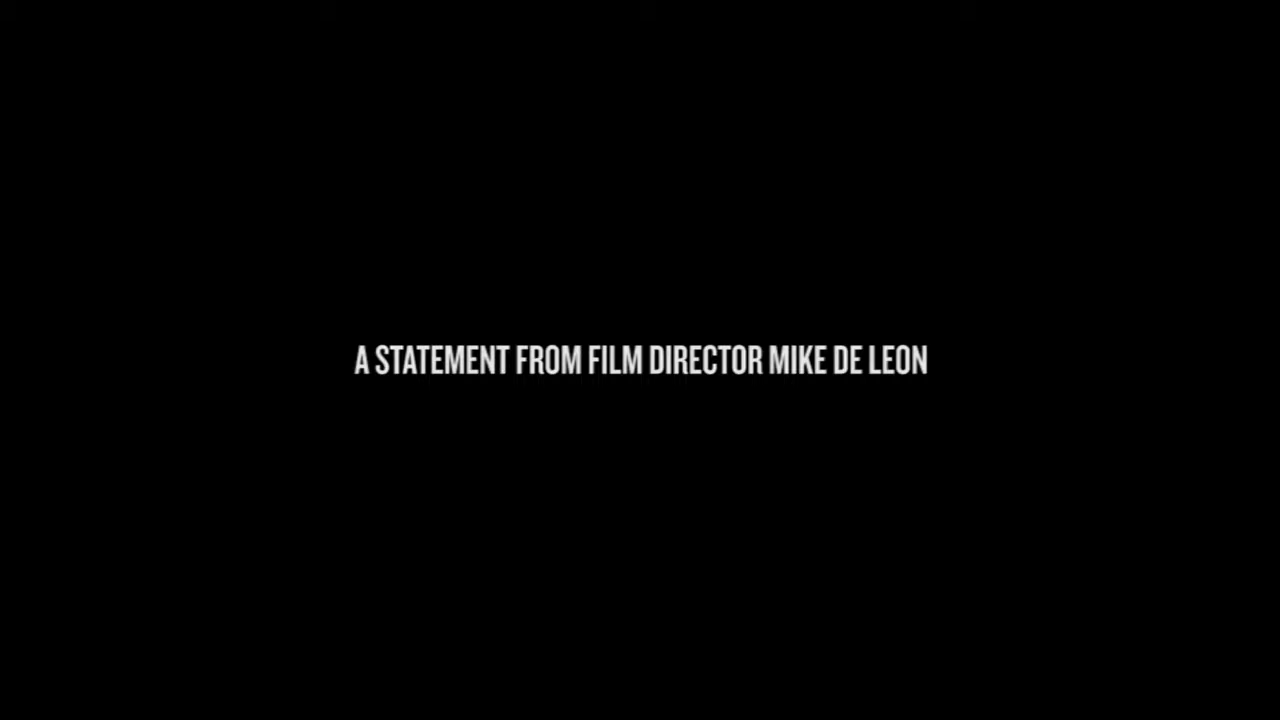 A STATEMENT FROM FILM DIRECTOR MIKE DE LEON